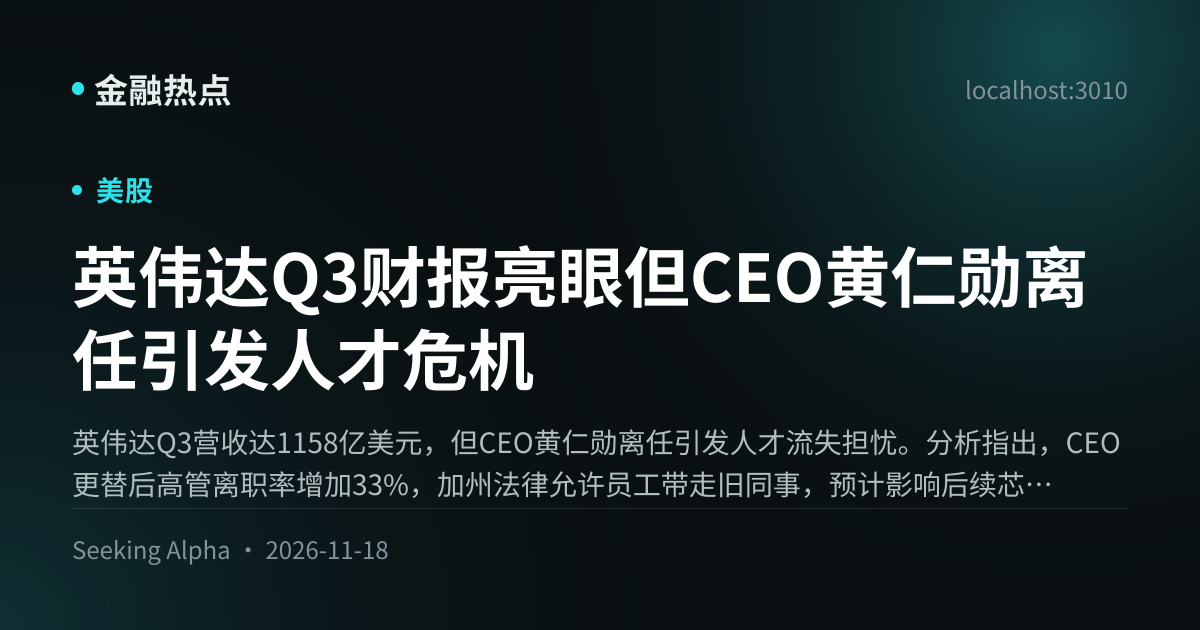 金融热点
localhost:3010
美股
英伟达Q3财报亮眼但CEO黄仁勋离
任引发人才危机
英伟达Q3营收达1158亿美元，但CEO黄仁勋离任引发人才流失担忧。分析指出，CEO
更替后高管离职率增加33%，加州法律允许员工带走旧同事，预计影响后续芯…
Seeking Alpha · 2026-11-18